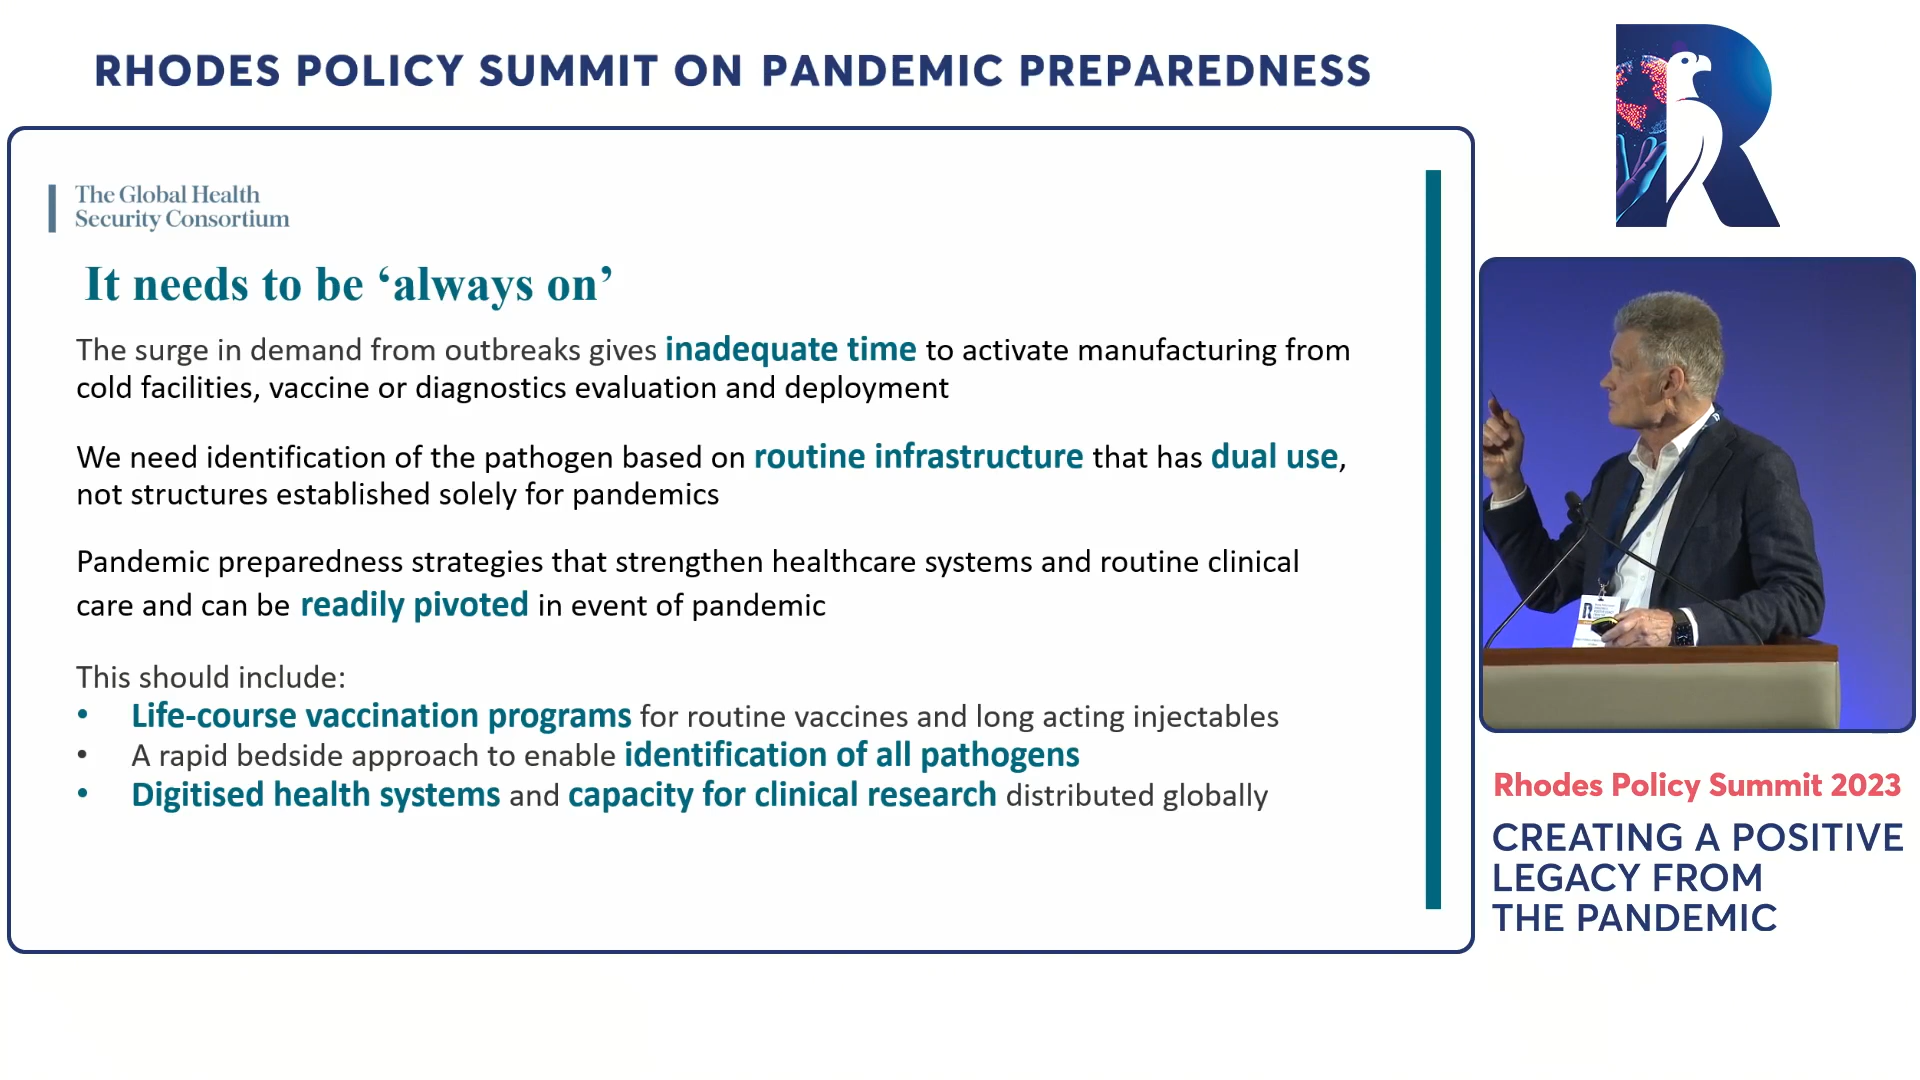 RHODES POLICY SUMMIT ON PANDEMIC PREPAREDNESS
The Global Health
Security Consortium
It needs to be ‘always on’
The surge in demand from outbreaks gives inadequate time to activate manufacturing from
cold facilities, vaccine or diagnostics evaluation and deployment
We need identification of the pathogen based on routine infrastructure that has dual use,
not structures established solely for pandemics
Pandemic preparedness strategies that strengthen healthcare systems and routine clinical
care and can be readily pivoted in event of pandemic
This should include:
• Life-course vaccination programs for routine vaccines and long acting injectables
• A rapid bedside approach to enable identification of all pathogens
• Digitised health systems and capacity for clinical research distributed globally
R
Rhodes Policy Summit 2023
CREATING A POSITIVE
LEGACY FROM
THE PANDEMIC